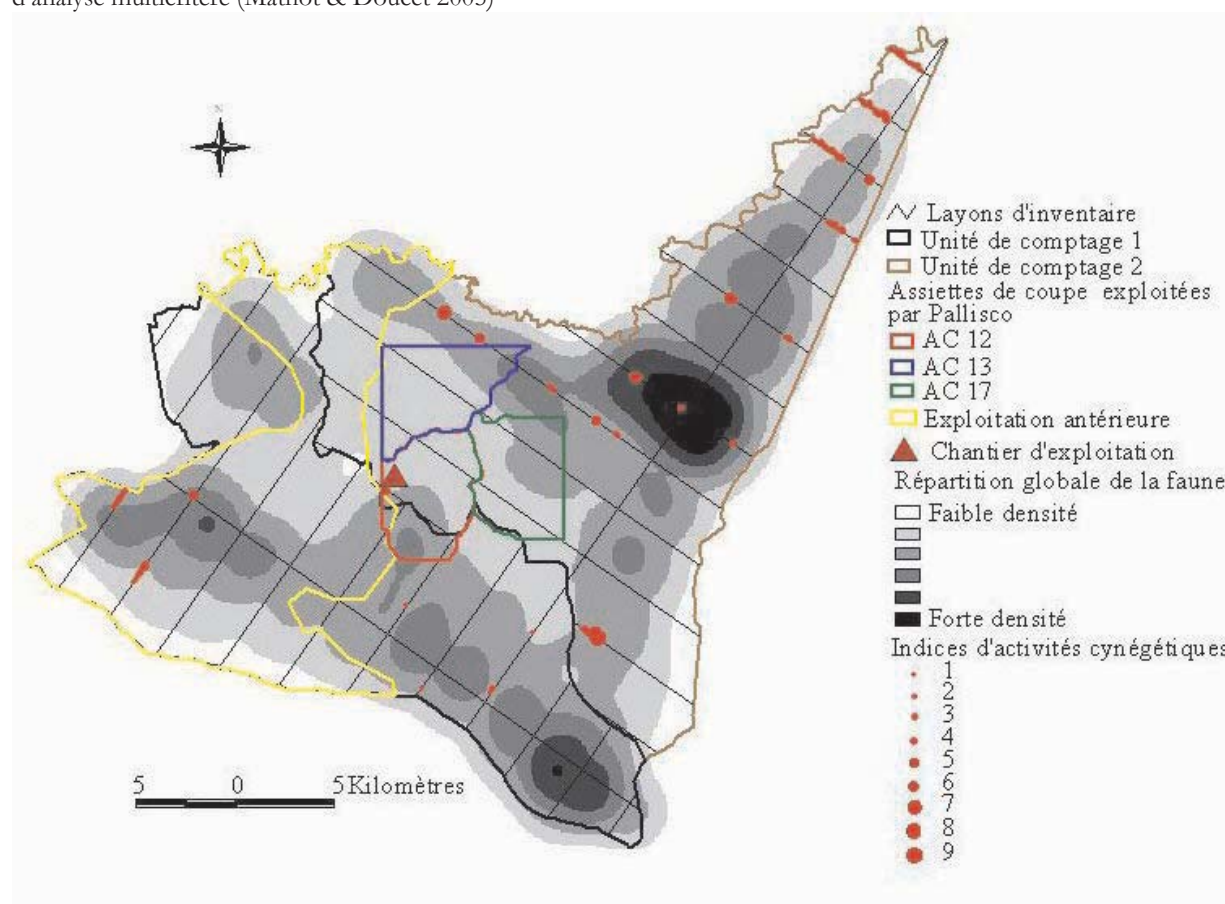 d'analyse multicritère (Mathot & Doucet 2005)
N
Layons d'inventaire
Unité de comptage 1
Unité de comptage 2
Assiettes de coupe exploitées
par Pallisco
AC 12
AC 13
AC 17
Exploitation antérieure
Chantier d'exploitation
Répartition globale de la faune
Faible densité
Forte densité
Indices d'activités cynégétiques
1
2
3
4
5
6
7
8
9
5 0 5 Kilomètres